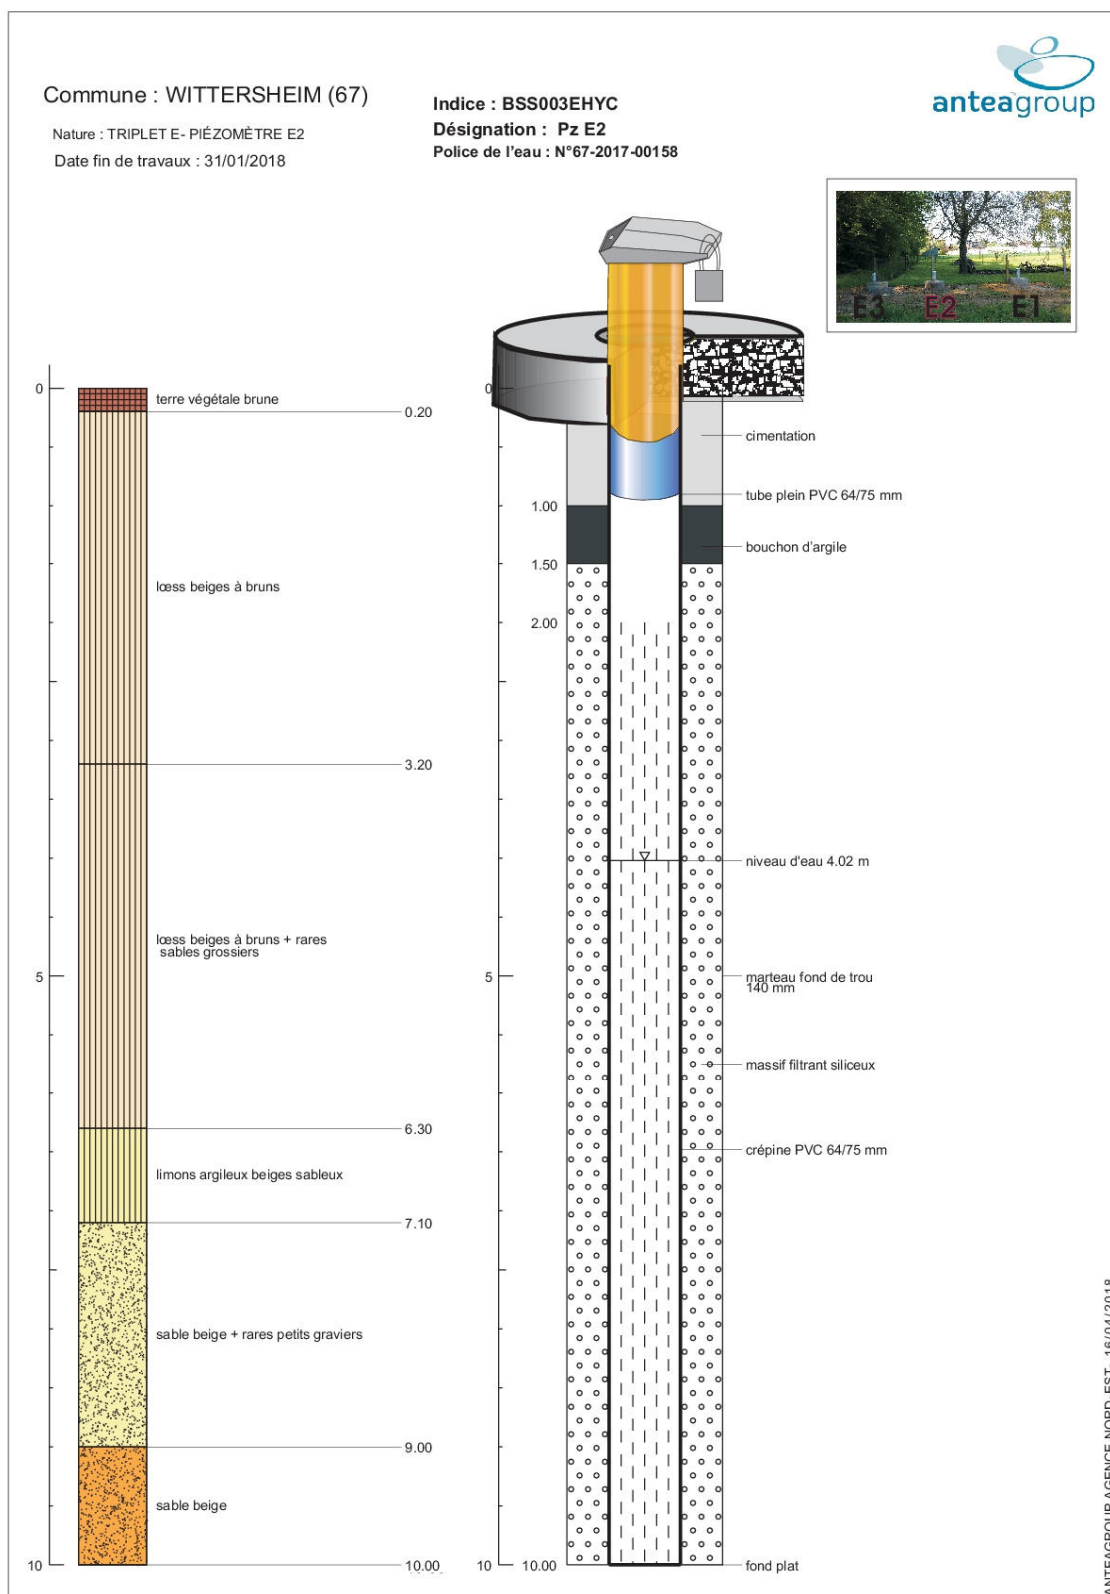 anteagroup
Commune : WITTERSHEIM (67)
Nature : TRIPLET E- PIÉZOMÈTRE E2
Date fin de travaux : 31/01/2018
Indice : BSS003EHYC
Désignation : Pz E2
Police de l'eau : N°67-2017-00158
E3 E2 E1
0
terre végétale brune
0.20
lœss beiges à bruns
3.20
lœss beiges à bruns + rares
sables grossiers
5
6.30
limons argileux beiges sableux
7.10
sable beige + rares petits graviers
9.00
sable beige
10
10.00
0
cimentation
tube plein PVC 64/75 mm
1.00
bouchon d'argile
1.50
2.00
niveau d'eau 4.02 m
5
marteau fond de trou
140 mm
massif filtrant siliceux
crépine PVC 64/75 mm
10
10.00
fond plat
ANTEAGROUP AGENCE NORD-EST- 16/04/2018